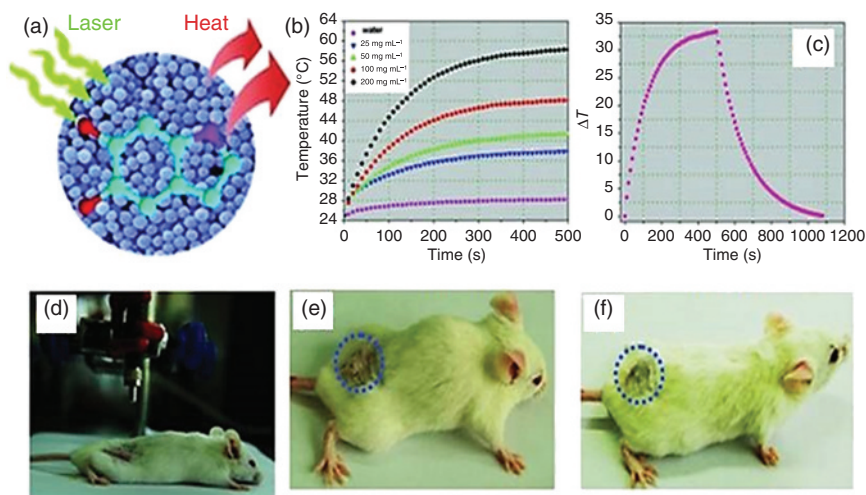 (a)
Laser
Heat
(b)
64
60
56
52
48
44
40
36
32
28
24
Temperature (°C)
water
25 mg mL⁻¹
50 mg mL⁻¹
100 mg mL⁻¹
200 mg mL⁻¹
0 100 200 300 400 500
Time (s)
(c)
35
30
25
20
15
10
5
0
ΔT
0 200 400 600 800 1000 1200
Time (s)
(d)
(e)
(f)